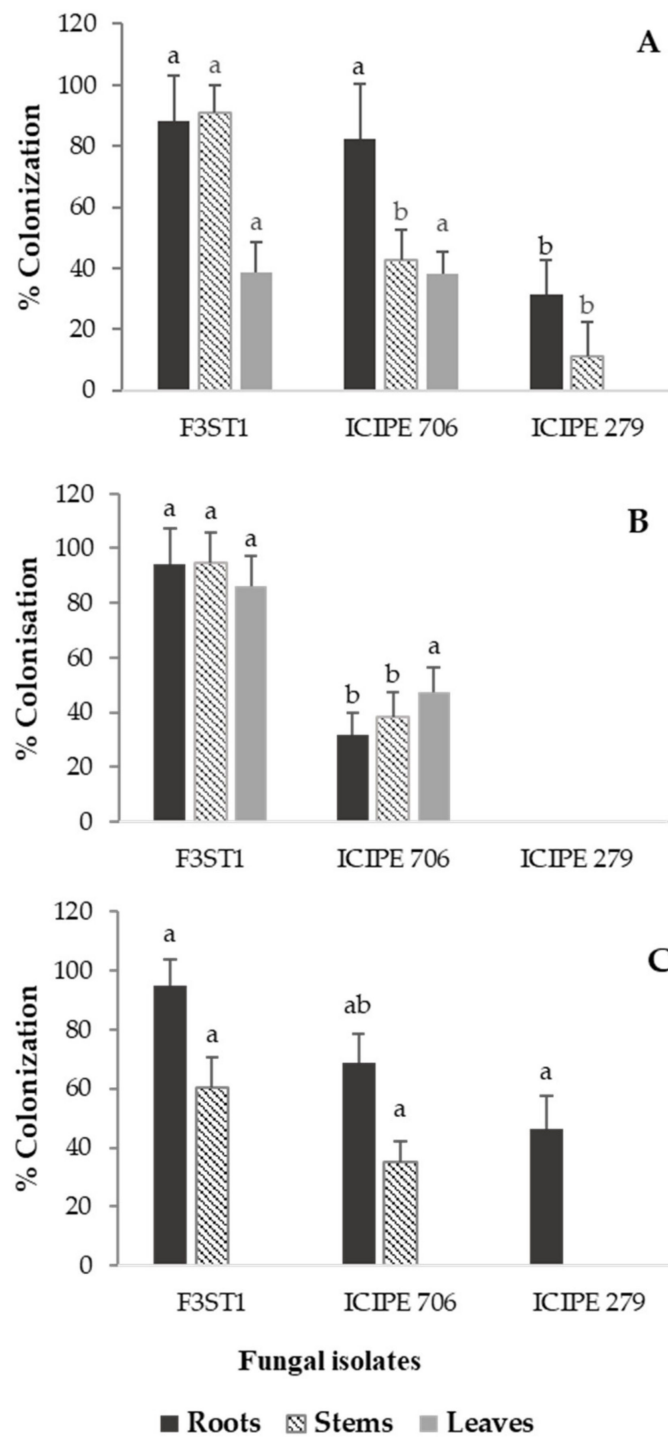 A
% Colonization
120
100
80
60
40
20
0
a a a
a b a
b b
F3ST1 ICIPE 706 ICIPE 279
B
% Colonisation
120
100
80
60
40
20
0
a a a
b b a
F3ST1 ICIPE 706 ICIPE 279
C
% Colonization
120
100
80
60
40
20
0
a a
ab a
a
F3ST1 ICIPE 706 ICIPE 279
Fungal isolates
Roots Stems Leaves